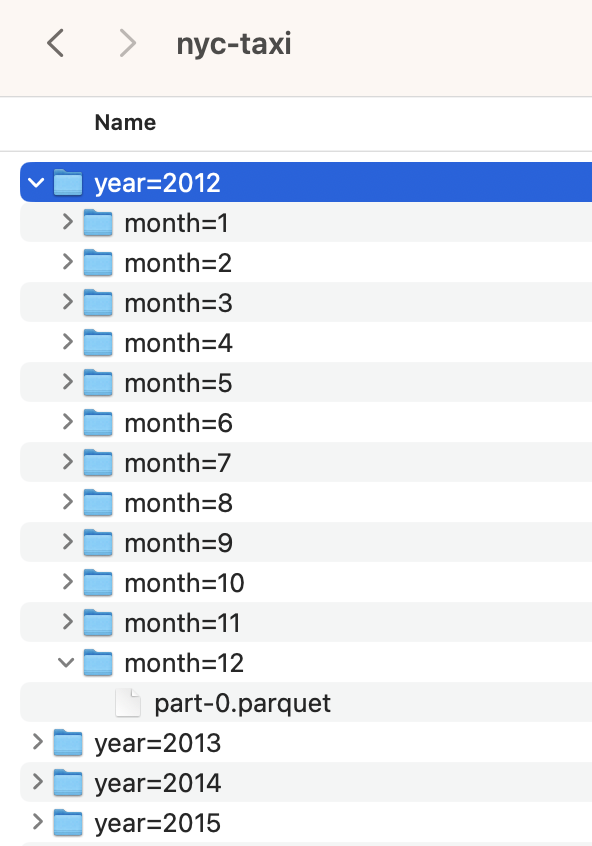 nyc-taxi
Name
year=2012
month=1
month=2
month=3
month=4
month=5
month=6
month=7
month=8
month=9
month=10
month=11
month=12
part-0.parquet
year=2013
year=2014
year=2015